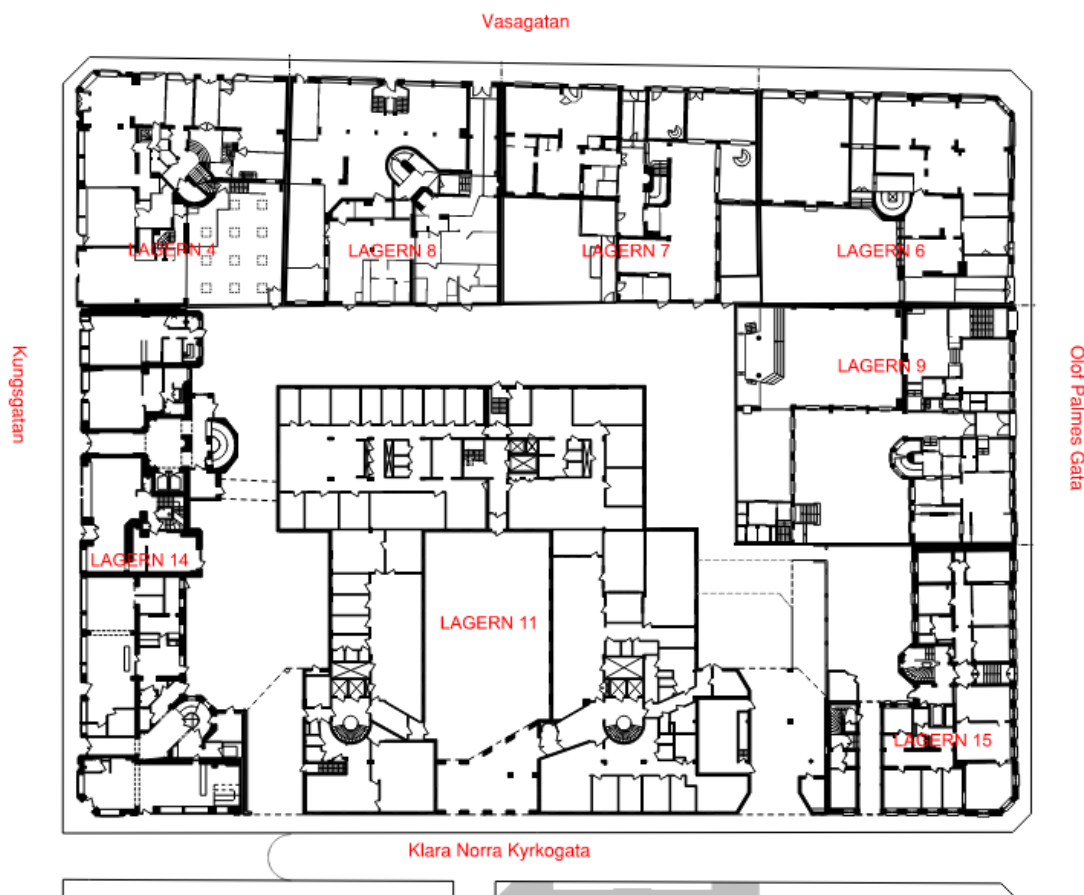 Vasagatan
LAGERN 4
LAGERN 8
LAGERN 7
LAGERN 6
Kungsgatan
LAGERN 9
Olof Palmes Gata
LAGERN 14
LAGERN 11
LAGERN 15
Klara Norra Kyrkogata